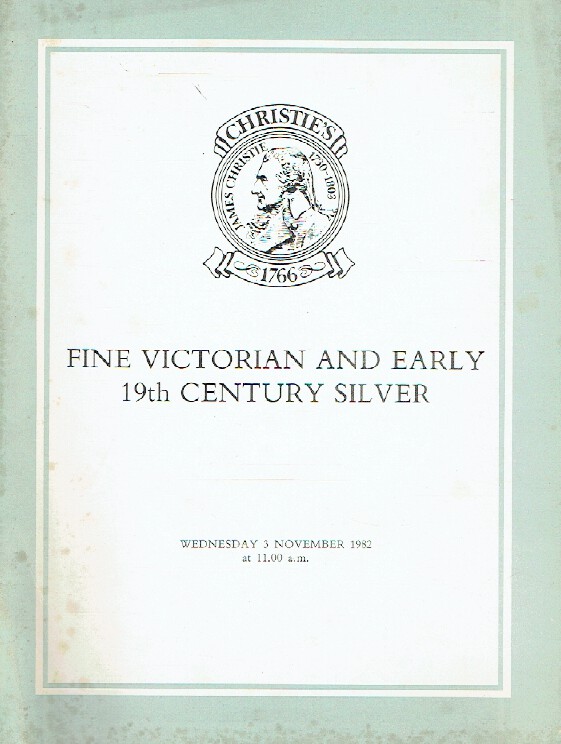 CHRISTIE'S
JAMES CHRISTIE 1730-1803
1766
FINE VICTORIAN AND EARLY
19th CENTURY SILVER
WEDNESDAY 3 NOVEMBER 1982
at 11.00 a.m.